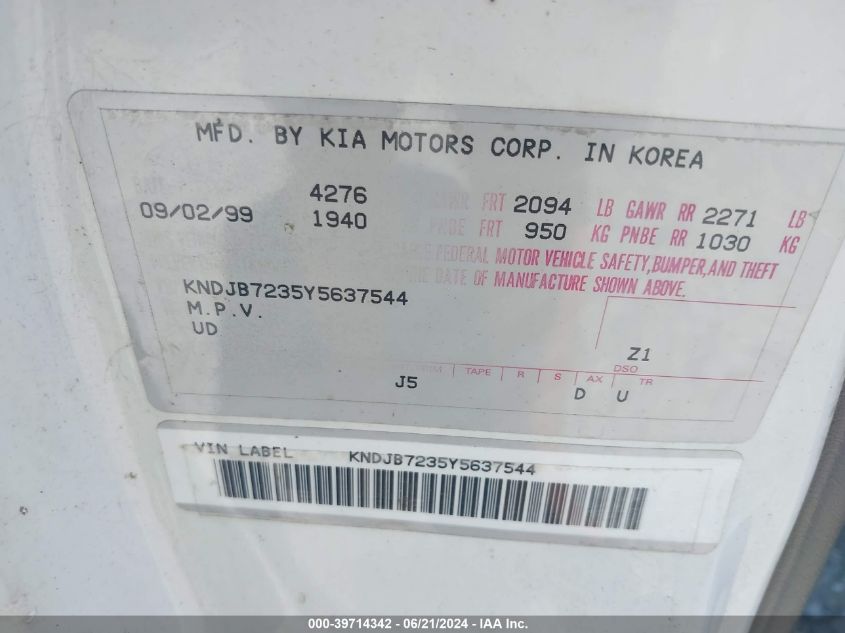 MFD. BY KIA MOTORS CORP. IN KOREA
09/02/99 4276 GAWR FRT 2094 LB GAWR RR 2271 LB
1940 PNBE FRT 950 KG PNBE RR 1030 KG
FEDERAL MOTOR VEHICLE SAFETY, BUMPER, AND THEFT
DATE OF MANUFACTURE SHOWN ABOVE.
KNDJB7235Y5637544
M.P.V.
UD
Z1
DSO
TAPE R S AX TR
J5 D U
VIN LABEL KNDJB7235Y5637544
000-39714342 - 06/21/2024 - IAA Inc.